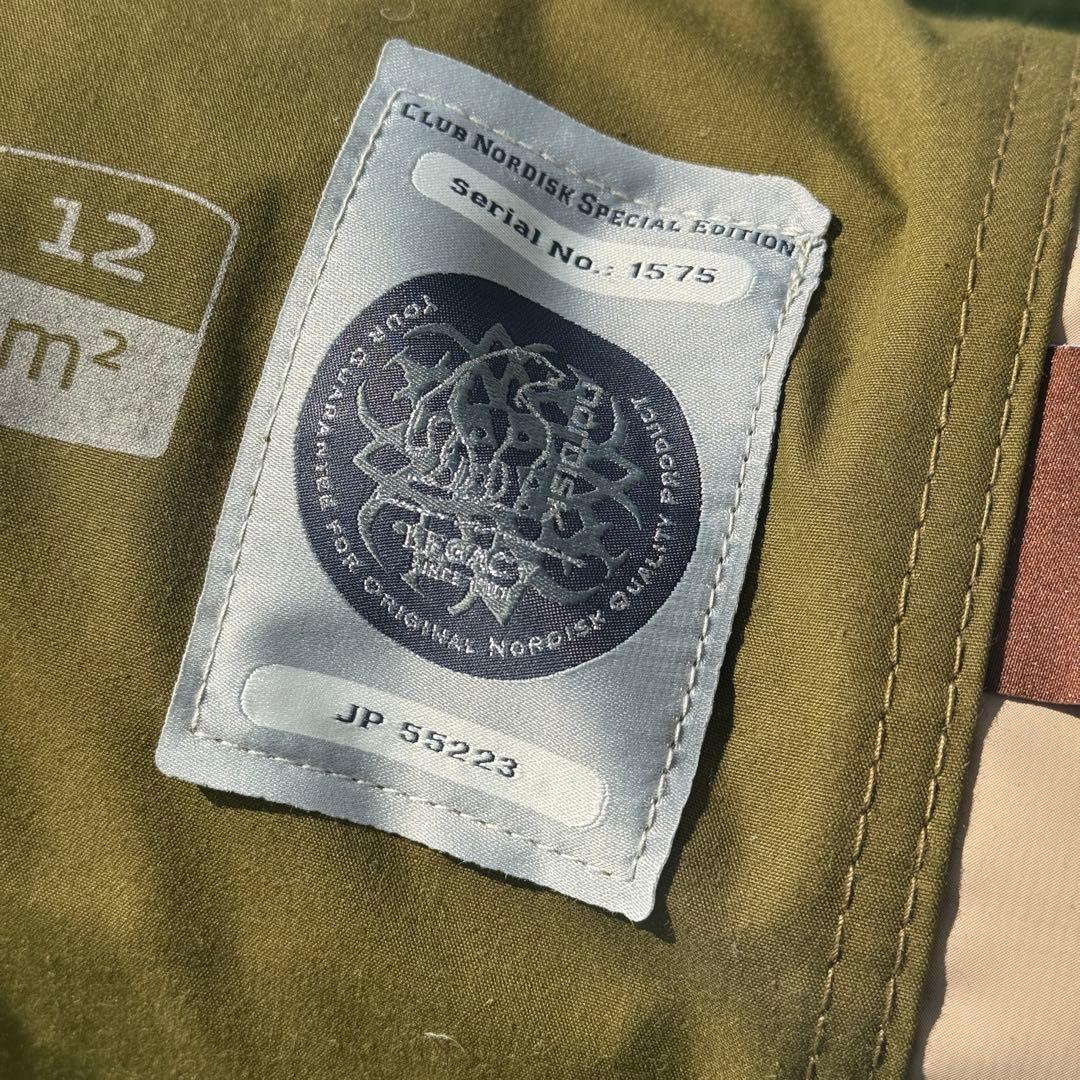 12
m²
CLUB NORDISK SPECIAL EDITION
Serial No.: 1575
YOUR GUARANTEE FOR ORIGINAL NORDISK QUALITY PRODUCT
NORDISK
LEGACY
JP 55223